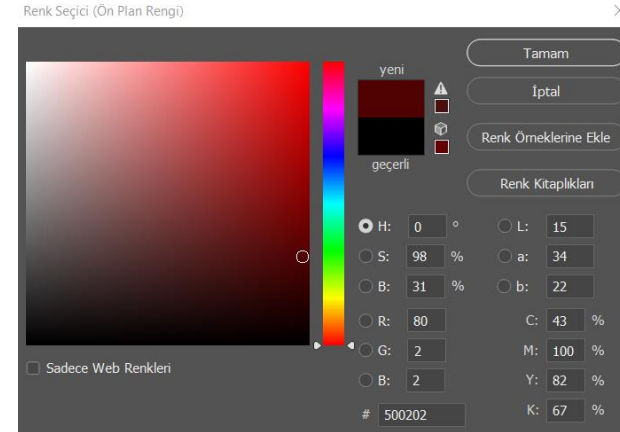 Renk Seçici (Ön Plan Rengi)
yeni
geçerli
Tamam
İptal
Renk Örneklerine Ekle
Renk Kitaplıkları
H: 0 °
S: 98 %
B: 31 %
R: 80
G: 2
B: 2
# 500202
L: 15
a: 34
b: 22
C: 43 %
M: 100 %
Y: 82 %
K: 67 %
Sadece Web Renkleri